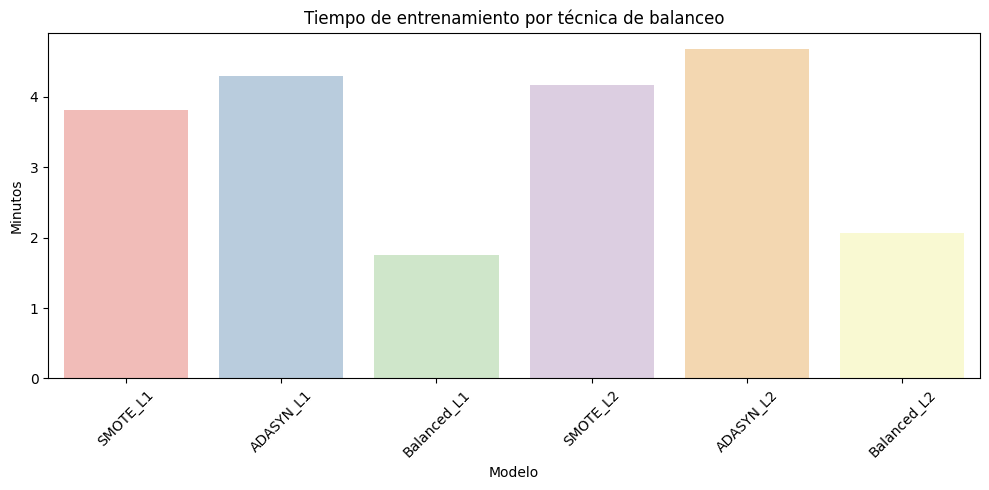 Tiempo de entrenamiento por técnica de balanceo
Minutos
4
3
2
1
0
SMOTE_L1
ADASYN_L1
Balanced_L1
SMOTE_L2
ADASYN_L2
Balanced_L2
Modelo